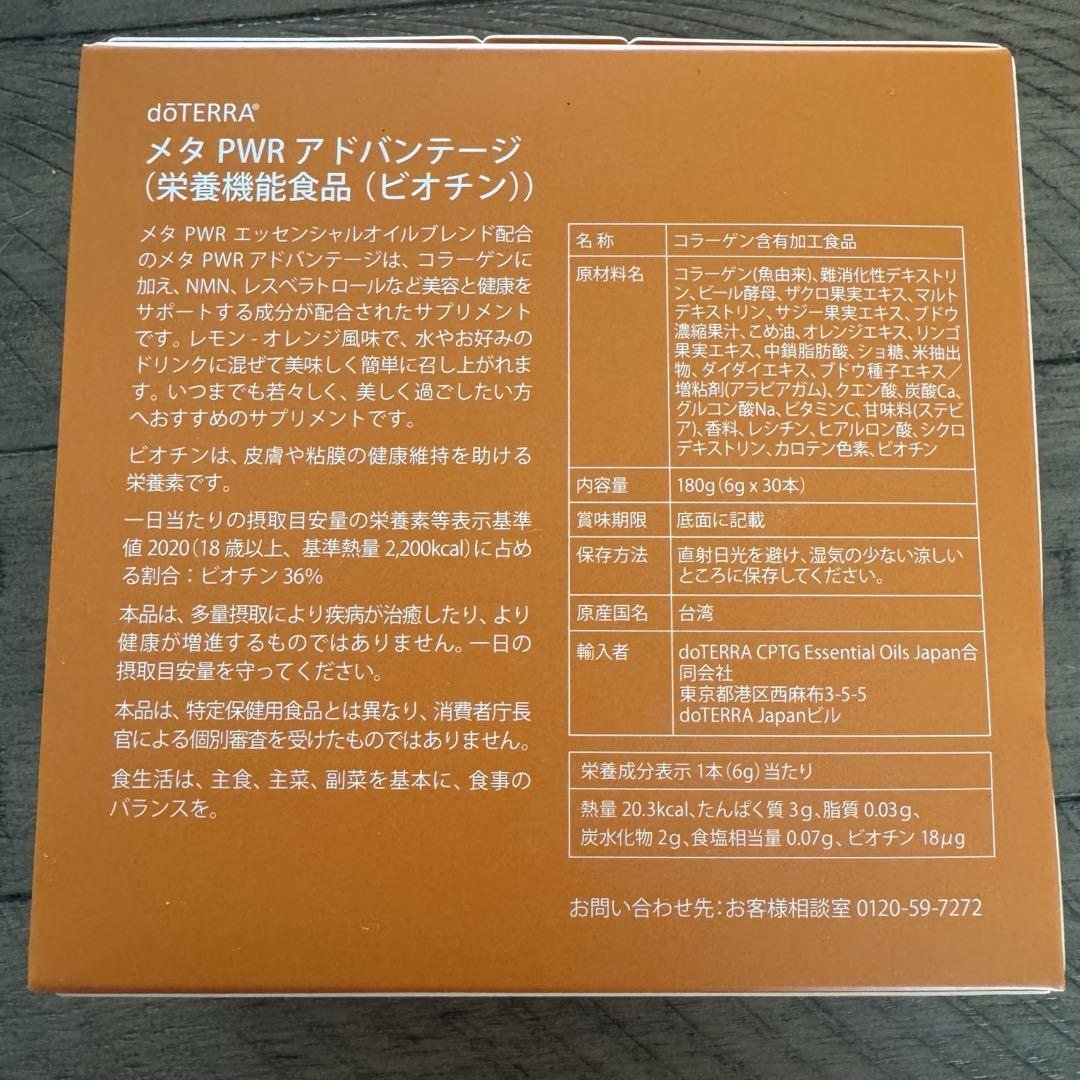 dōTERRA®
メタ PWR アドバンテージ
（栄養機能食品（ビオチン））
メタ PWR エッセンシャルオイルブレンド配合
のメタ PWR アドバンテージは、コラーゲンに
加え、NMN、レスベラトロールなど美容と健康を
サポートする成分が配合されたサプリメント
です。レモン - オレンジ風味で、水やお好みの
ドリンクに混ぜて美味しく簡単に召し上がれま
す。いつまでも若々しく、美しく過ごしたい方
へおすすめのサプリメントです。
ビオチンは、皮膚や粘膜の健康維持を助ける
栄養素です。
一日当たりの摂取目安量の栄養素等表示基準
値 2020（18 歳以上、基準熱量 2,200kcal）に占め
る割合：ビオチン 36%
本品は、多量摂取により疾病が治癒したり、より
健康が増進するものではありません。一日の
摂取目安量を守ってください。
本品は、特定保健用食品とは異なり、消費者庁長
官による個別審査を受けたものではありません。
食生活は、主食、主菜、副菜を基本に、食事の
バランスを。
名 称 コラーゲン含有加工食品
原材料名 コラーゲン(魚由来)、難消化性デキストリ
ン、ビール酵母、ザクロ果実エキス、マルト
デキストリン、サジー果実エキス、ブドウ
濃縮果汁、こめ油、オレンジエキス、リンゴ
果実エキス、中鎖脂肪酸、ショ糖、米抽出
物、ダイダイエキス、ブドウ種子エキス／
増粘剤(アラビアガム)、クエン酸、炭酸Ca、
グルコン酸Na、ビタミンC、甘味料(ステビ
ア)、香料、レシチン、ヒアルロン酸、シクロ
デキストリン、カロテン色素、ビオチン
内容量 180g（6g x 30本）
賞味期限 底面に記載
保存方法 直射日光を避け、湿気の少ない涼しい
ところに保存してください。
原産国名 台湾
輸入者 doTERRA CPTG Essential Oils Japan合
同会社
東京都港区西麻布3-5-5
doTERRA Japanビル
栄養成分表示 1本（6g）当たり
熱量 20.3kcal、たんぱく質 3g、脂質 0.03g、
炭水化物 2g、食塩相当量 0.07g、ビオチン 18μg
お問い合わせ先：お客様相談室 0120-59-7272